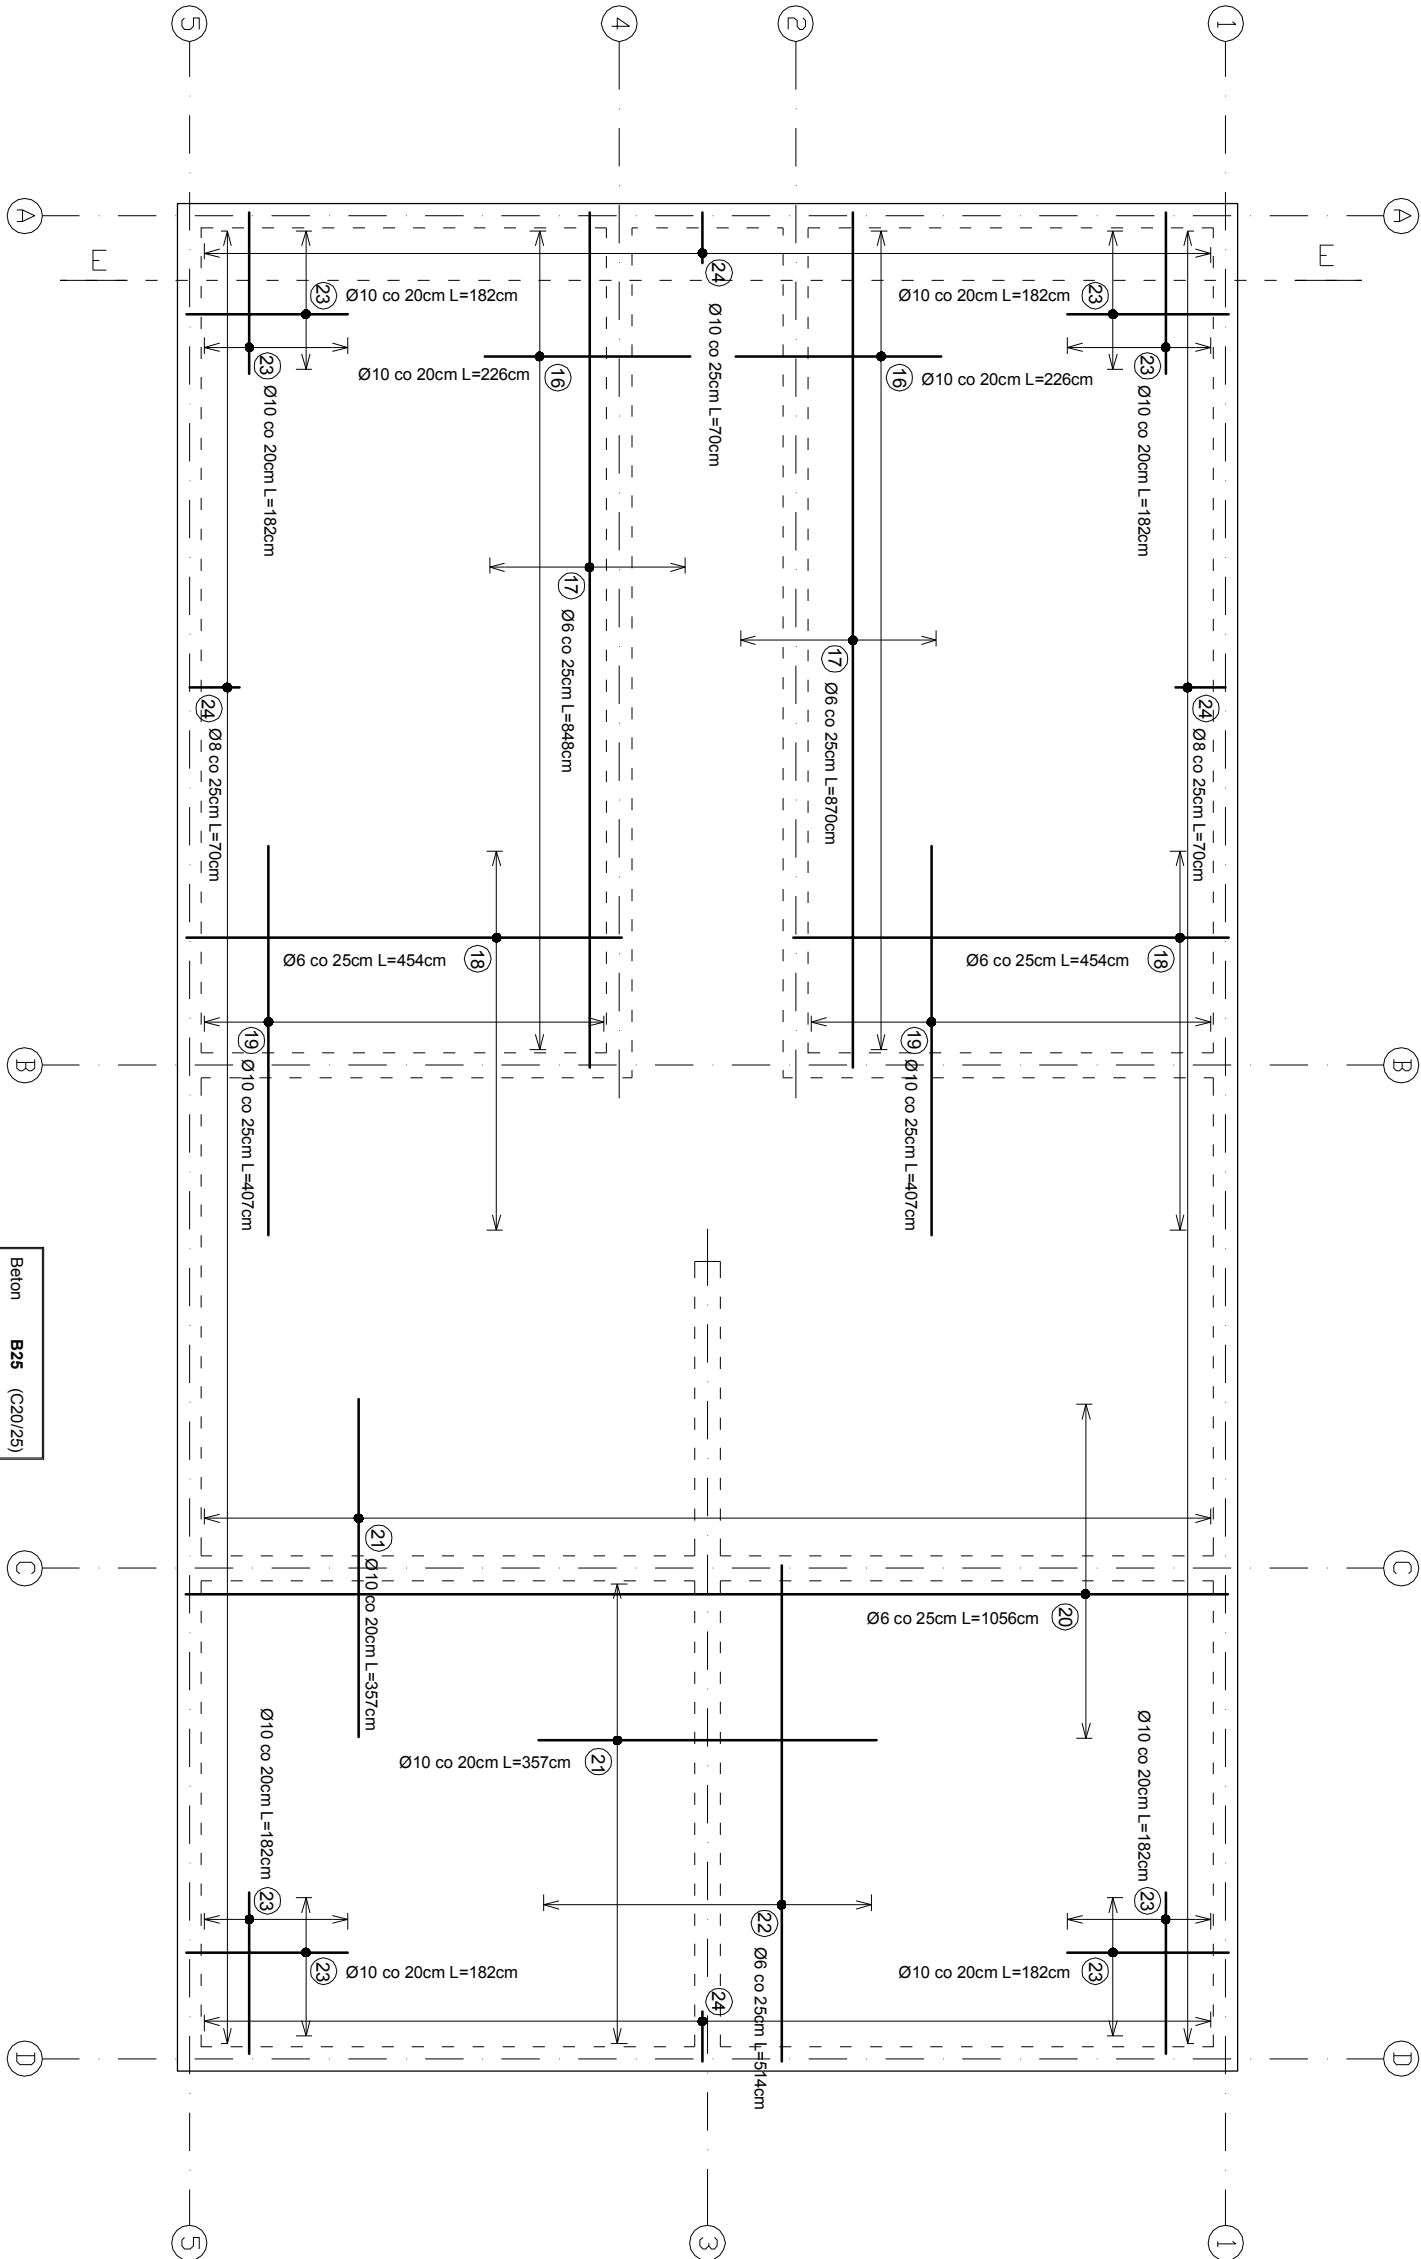 5
4
2
1
A
A
E
E
23 Ø10 co 20cm L=182cm
Ø10 co 20cm L=182cm 23
24 Ø10 co 25cm L=70cm
23 Ø10 co 20cm L=182cm
Ø10 co 20cm L=226cm 16
16 Ø10 co 20cm L=226cm
23 Ø10 co 20cm L=182cm
17 Ø6 co 25cm L=848cm
17 Ø6 co 25cm L=870cm
24 Ø8 co 25cm L=70cm
24 Ø8 co 25cm L=70cm
Ø6 co 25cm L=454cm 18
Ø6 co 25cm L=454cm 18
19 Ø10 co 25cm L=407cm
19 Ø10 co 25cm L=407cm
B
B
Beton B25 (C20/25)
21 Ø10 co 20cm L=357cm
C
C
Ø6 co 25cm L=1056cm 20
Ø10 co 20cm L=357cm 21
Ø10 co 20cm L=182cm 23
Ø10 co 20cm L=182cm 23
22 Ø6 co 25cm L=514cm
23 Ø10 co 20cm L=182cm
Ø10 co 20cm L=182cm 23
24
D
D
5
3
1